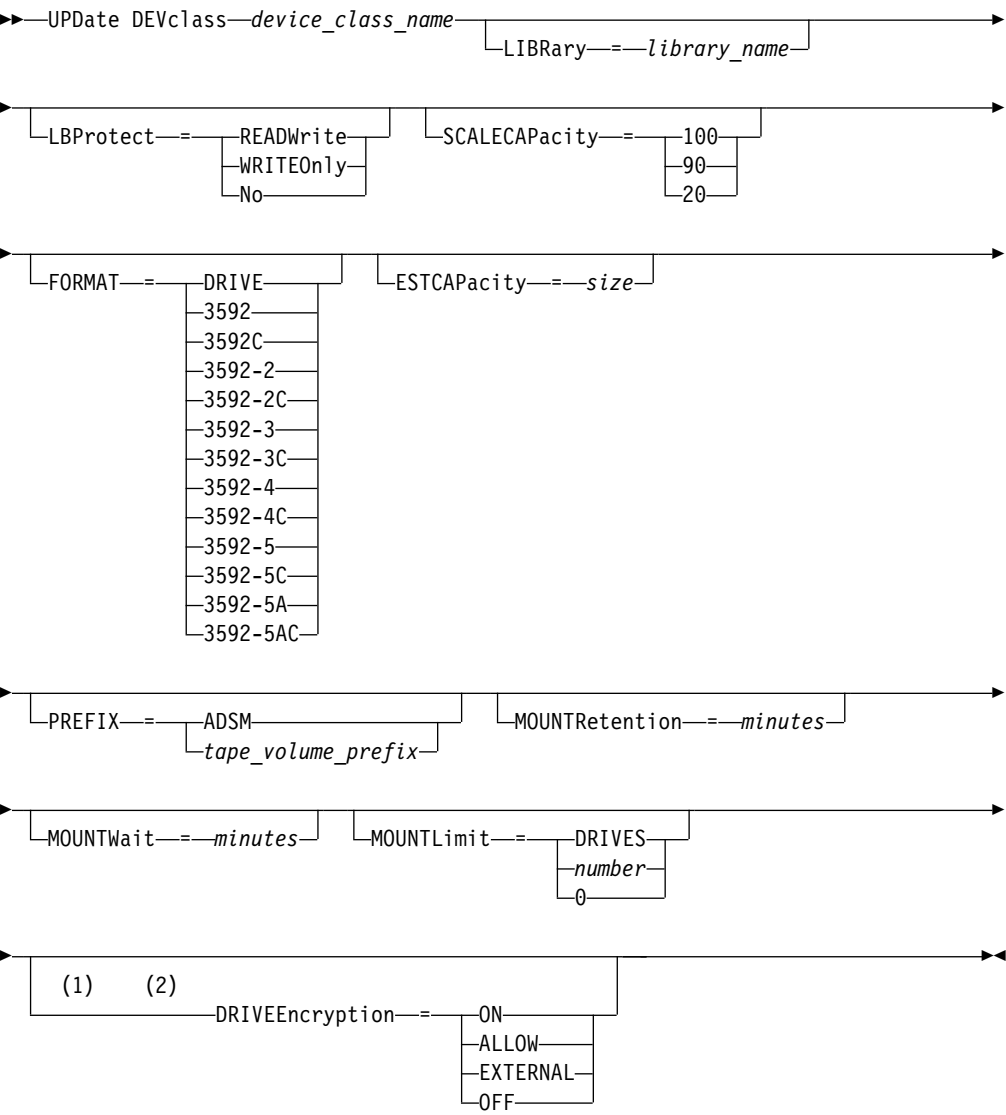 UPDate DEVclass device_class_name
LIBRary = library_name
LBProtect = READWrite
WRITEOnly
No
SCALECAPacity = 100
90
20
FORMAT = DRIVE
3592
3592C
3592-2
3592-2C
3592-3
3592-3C
3592-4
3592-4C
3592-5
3592-5C
3592-5A
3592-5AC
ESTCAPacity = size
PREFIX = ADSM
tape_volume_prefix
MOUNTRetention = minutes
MOUNTWait = minutes
MOUNTLimit = DRIVES
number
0
(1) (2)
DRIVEEncryption = ON
ALLOW
EXTERNAL
OFF